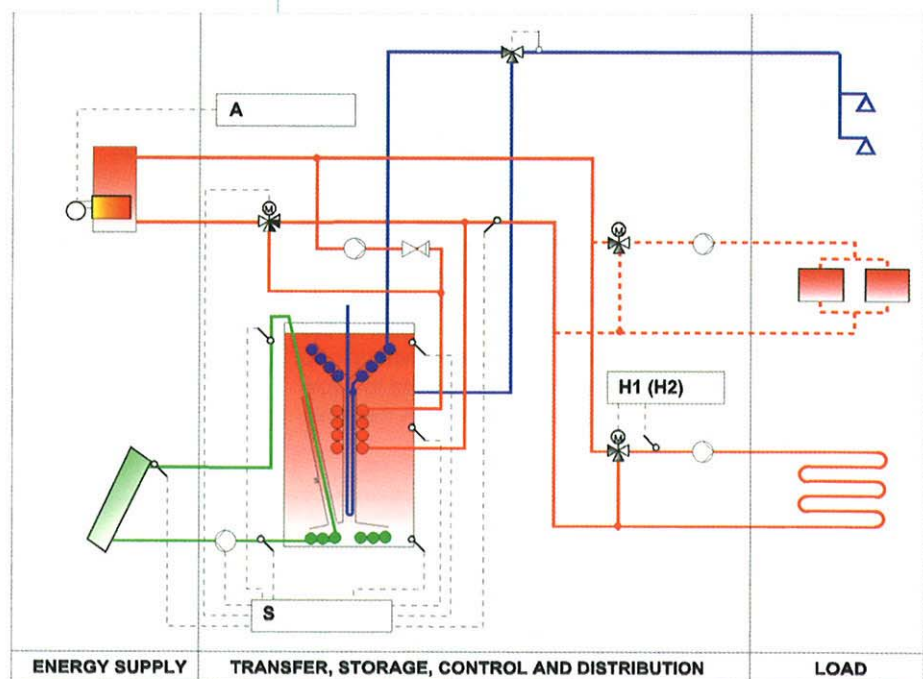 A
M
M
H1 (H2)
M
S
ENERGY SUPPLY
TRANSFER, STORAGE, CONTROL AND DISTRIBUTION
LOAD